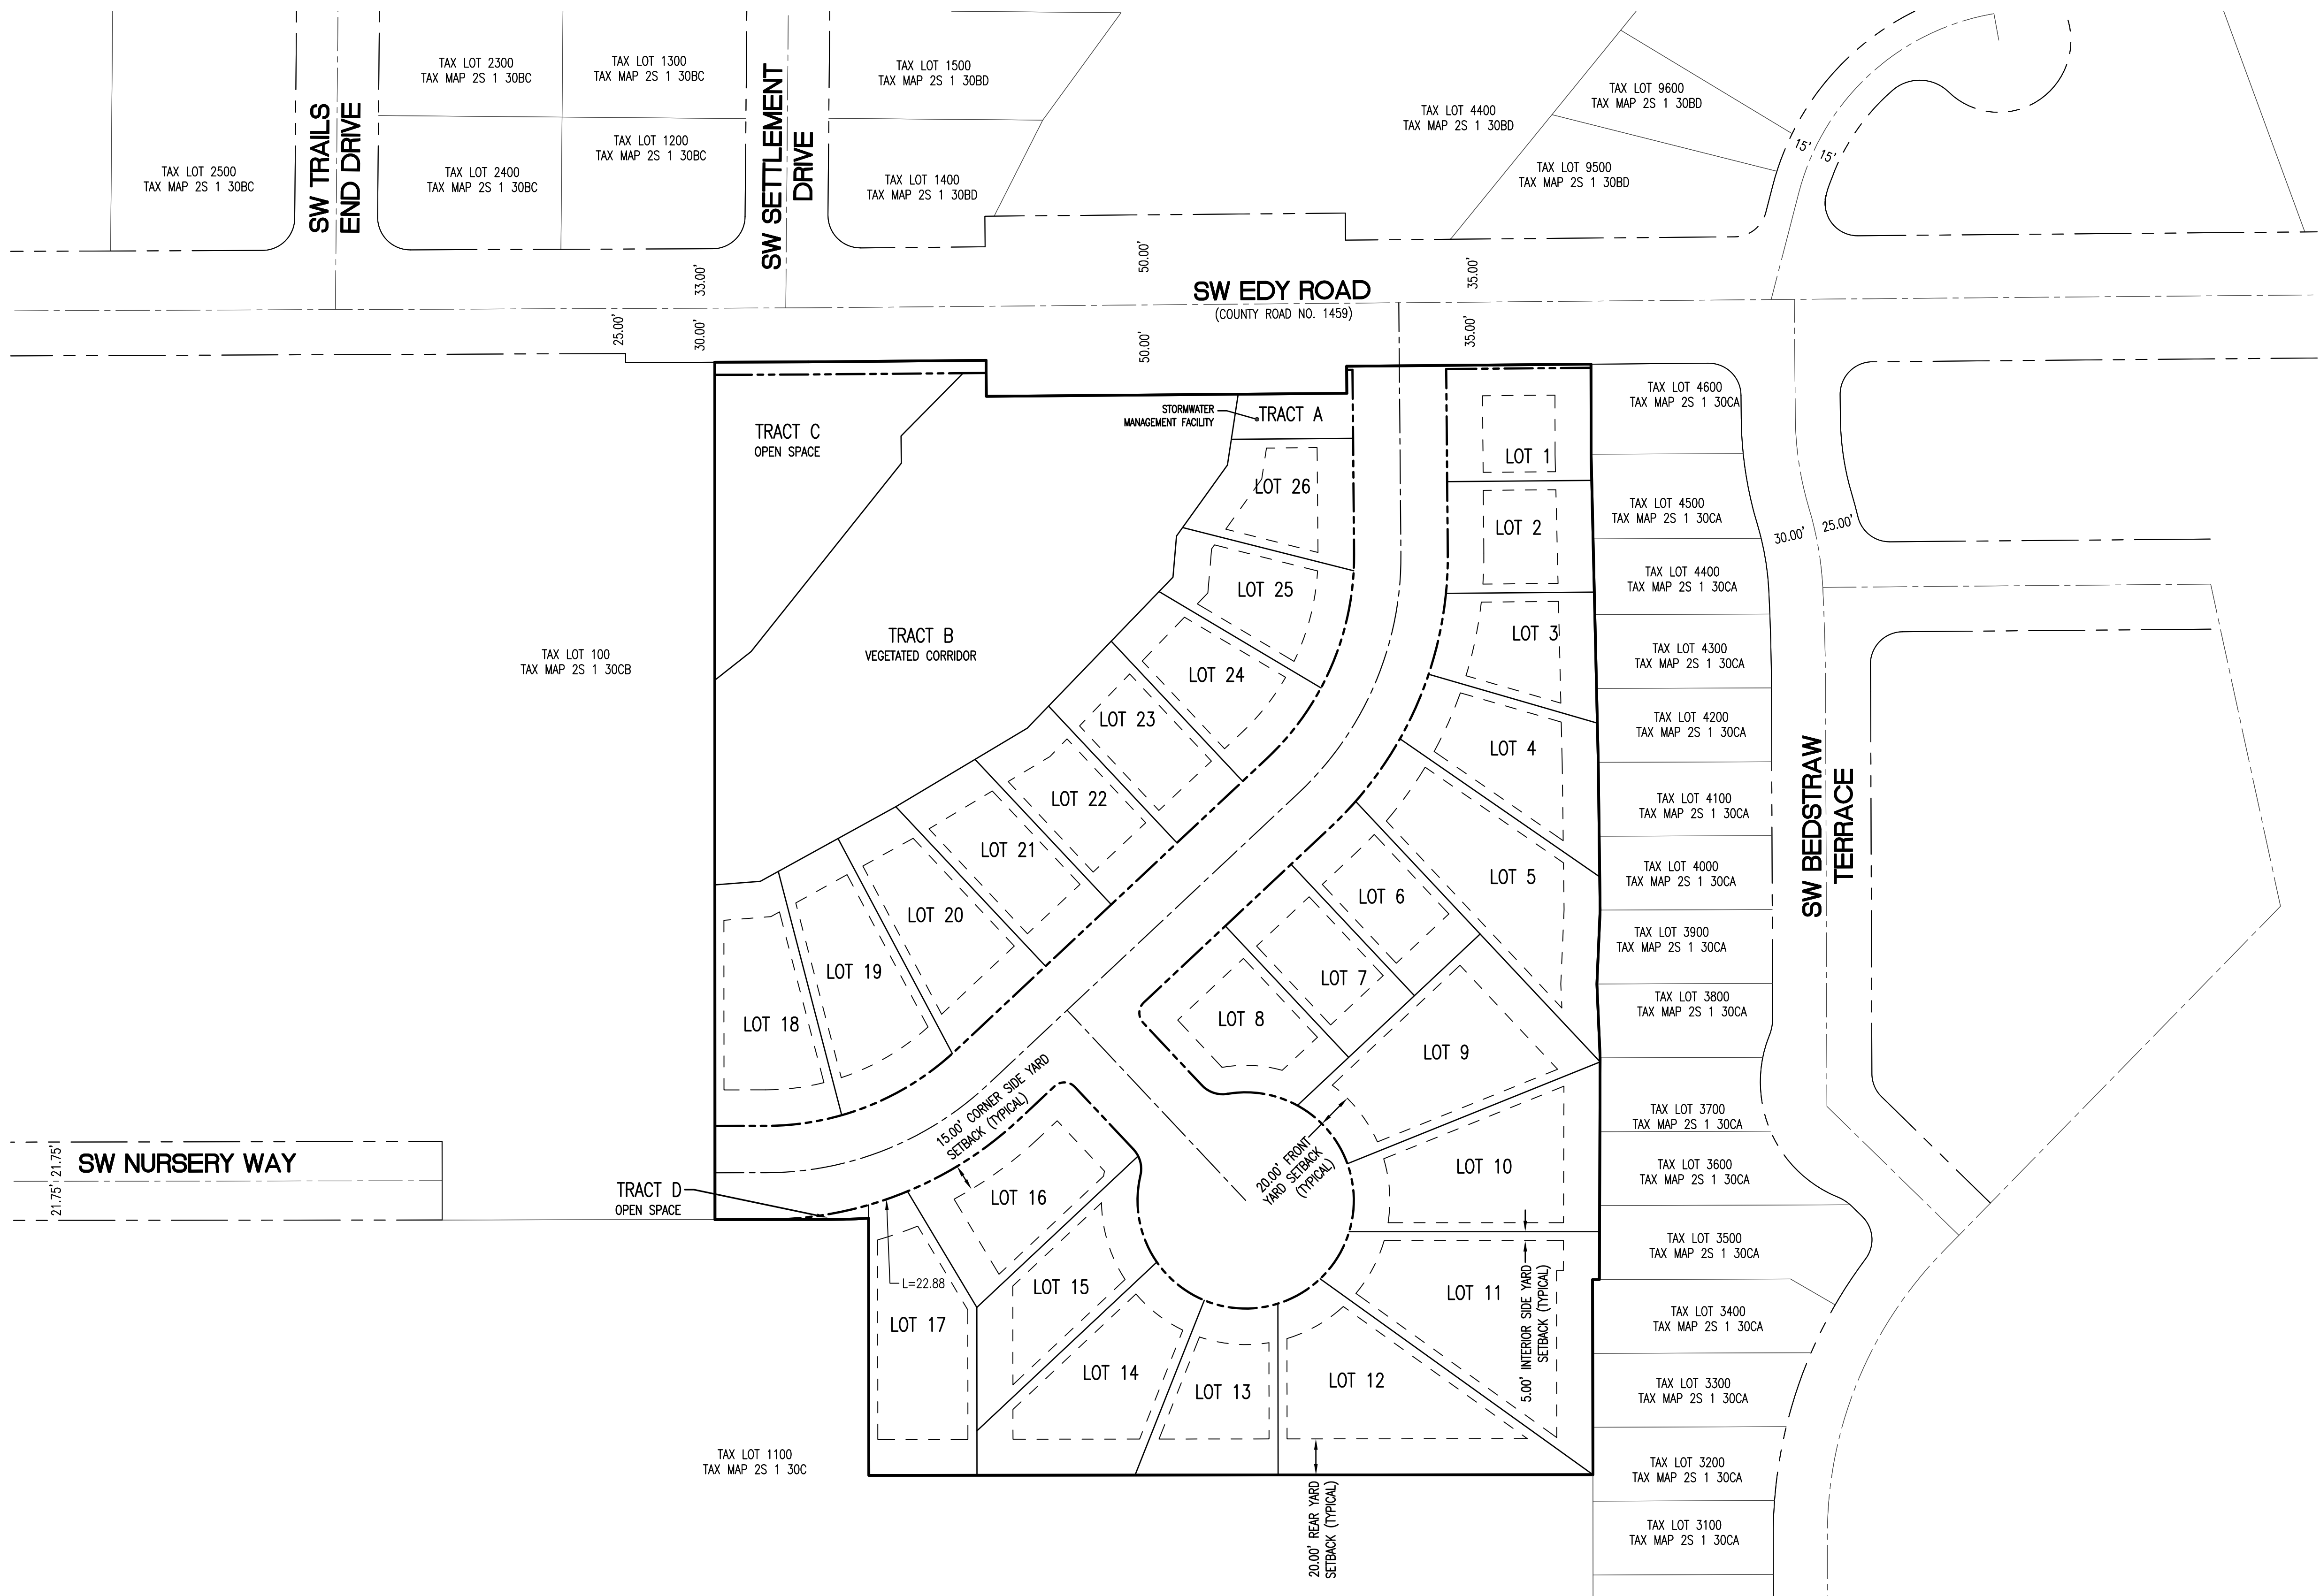 TAX LOT 2300
TAX MAP 2S 1 30BC
TAX LOT 1300
TAX MAP 2S 1 30BC
TAX LOT 1500
TAX MAP 2S 1 30BD
TAX LOT 9600
TAX MAP 2S 1 30BD
TAX LOT 4400
TAX MAP 2S 1 30BD
TAX LOT 2500
TAX MAP 2S 1 30BC
SW TRAILS
END DRIVE
TAX LOT 2400
TAX MAP 2S 1 30BC
TAX LOT 1200
TAX MAP 2S 1 30BC
SW SETTLEMENT
DRIVE
TAX LOT 1400
TAX MAP 2S 1 30BD
TAX LOT 9500
TAX MAP 2S 1 30BD
15' 15'
33.00'
50.00'
35.00'
SW EDY ROAD
(COUNTY ROAD NO. 1459)
25.00'
30.00'
50.00'
35.00'
TRACT C
OPEN SPACE
STORMWATER
MANAGEMENT FACILITY
TRACT A
LOT 1
TAX LOT 4600
TAX MAP 2S 1 30CA
LOT 26
LOT 2
TAX LOT 4500
TAX MAP 2S 1 30CA
30.00' 25.00'
LOT 25
LOT 3
TAX LOT 4400
TAX MAP 2S 1 30CA
TRACT B
VEGETATED CORRIDOR
TAX LOT 100
TAX MAP 2S 1 30CB
LOT 24
TAX LOT 4300
TAX MAP 2S 1 30CA
LOT 23
LOT 4
TAX LOT 4200
TAX MAP 2S 1 30CA
LOT 22
TAX LOT 4100
TAX MAP 2S 1 30CA
SW BEDSTRAW
TERRACE
LOT 21
LOT 6
LOT 5
TAX LOT 4000
TAX MAP 2S 1 30CA
LOT 20
TAX LOT 3900
TAX MAP 2S 1 30CA
LOT 19
LOT 7
LOT 18
LOT 8
TAX LOT 3800
TAX MAP 2S 1 30CA
LOT 9
15.00' CORNER SIDE YARD
SETBACK (TYPICAL)
TAX LOT 3700
TAX MAP 2S 1 30CA
21.75' 21.75'
SW NURSERY WAY
TRACT D
OPEN SPACE
LOT 16
20.00' FRONT
YARD SETBACK
(TYPICAL)
LOT 10
TAX LOT 3600
TAX MAP 2S 1 30CA
TAX LOT 3500
TAX MAP 2S 1 30CA
L=22.88
LOT 15
LOT 11
5.00' INTERIOR SIDE YARD
SETBACK (TYPICAL)
LOT 17
TAX LOT 3400
TAX MAP 2S 1 30CA
LOT 14
LOT 13
LOT 12
TAX LOT 3300
TAX MAP 2S 1 30CA
TAX LOT 1100
TAX MAP 2S 1 30C
TAX LOT 3200
TAX MAP 2S 1 30CA
20.00' REAR YARD
SETBACK (TYPICAL)
TAX LOT 3100
TAX MAP 2S 1 30CA